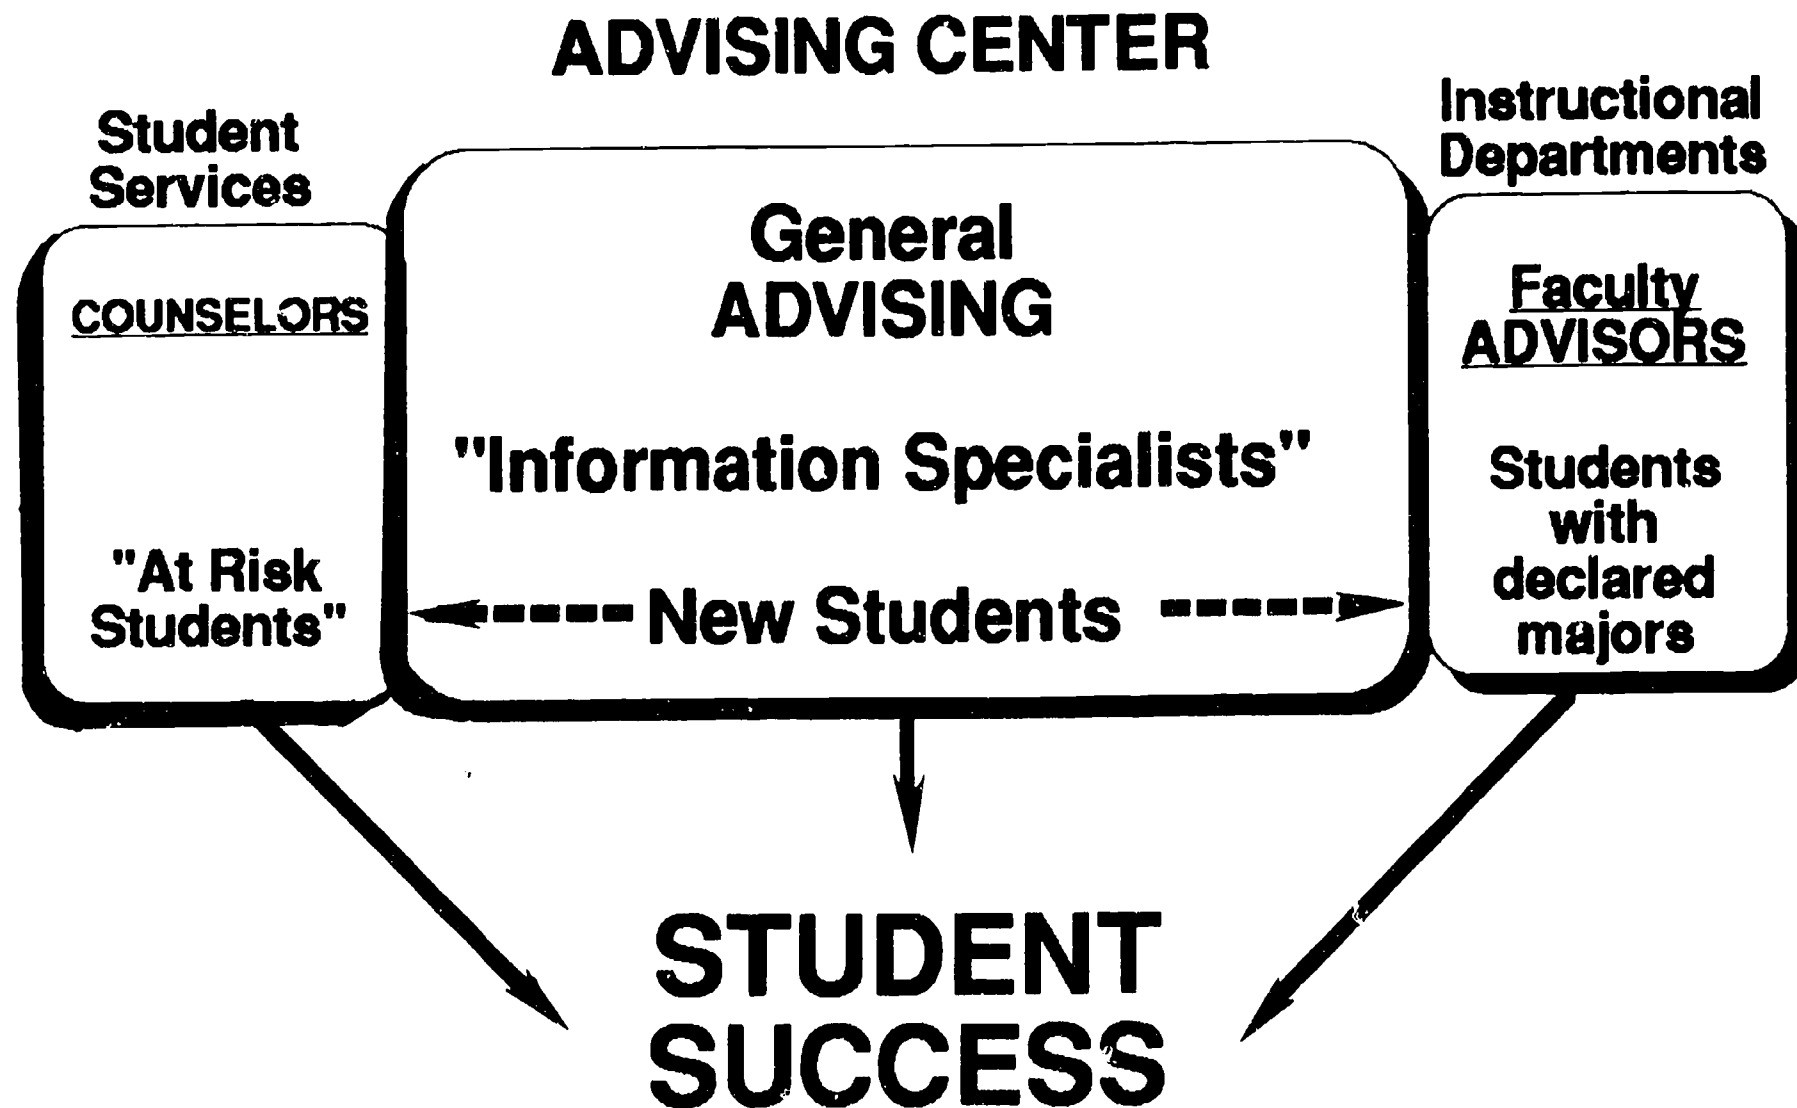 ADVISING CENTER
Student
Services
COUNSELORS
"At Risk
Students"
General
ADVISING
"Information Specialists"
New Students
Instructional
Departments
Faculty
ADVISORS
Students
with
declared
majors
STUDENT
SUCCESS